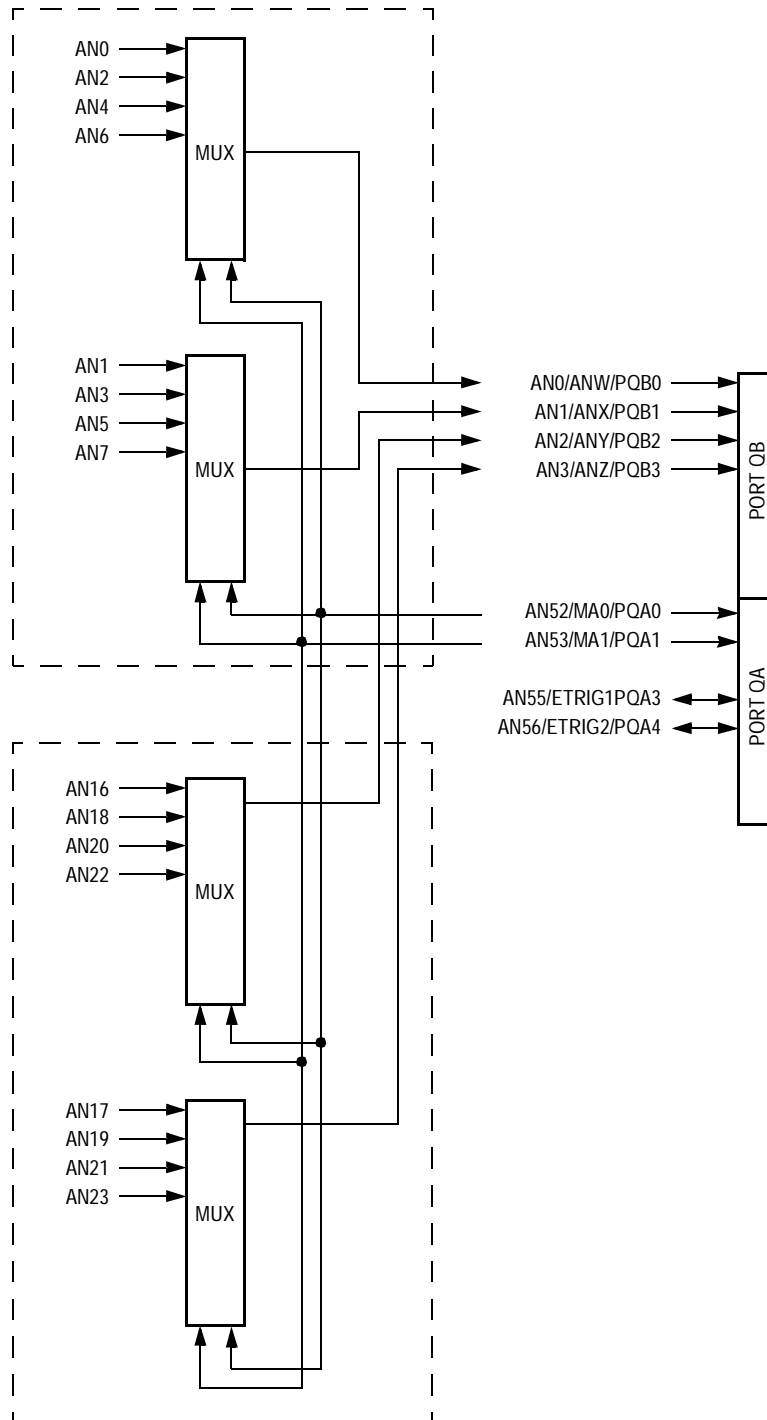 AN0
AN2
AN4
AN6
MUX
AN1
AN3
AN5
AN7
MUX
AN0/ANW/PQB0
AN1/ANX/PQB1
AN2/ANY/PQB2
AN3/ANZ/PQB3
PORT QB
AN52/MA0/PQA0
AN53/MA1/PQA1
AN55/ETRIG1PQA3
AN56/ETRIG2/PQA4
PORT QA
AN16
AN18
AN20
AN22
MUX
AN17
AN19
AN21
AN23
MUX